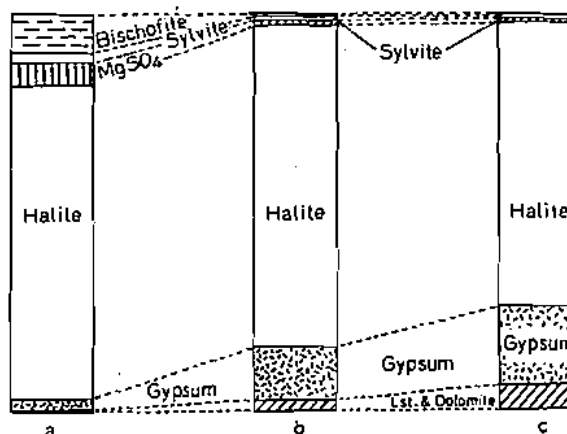 Bischofite
Sylvite
MgSO4
Sylvite
Halite
Halite
Halite
Gypsum
Gypsum
Gypsum
Lst. & Dolomite
a
b
c